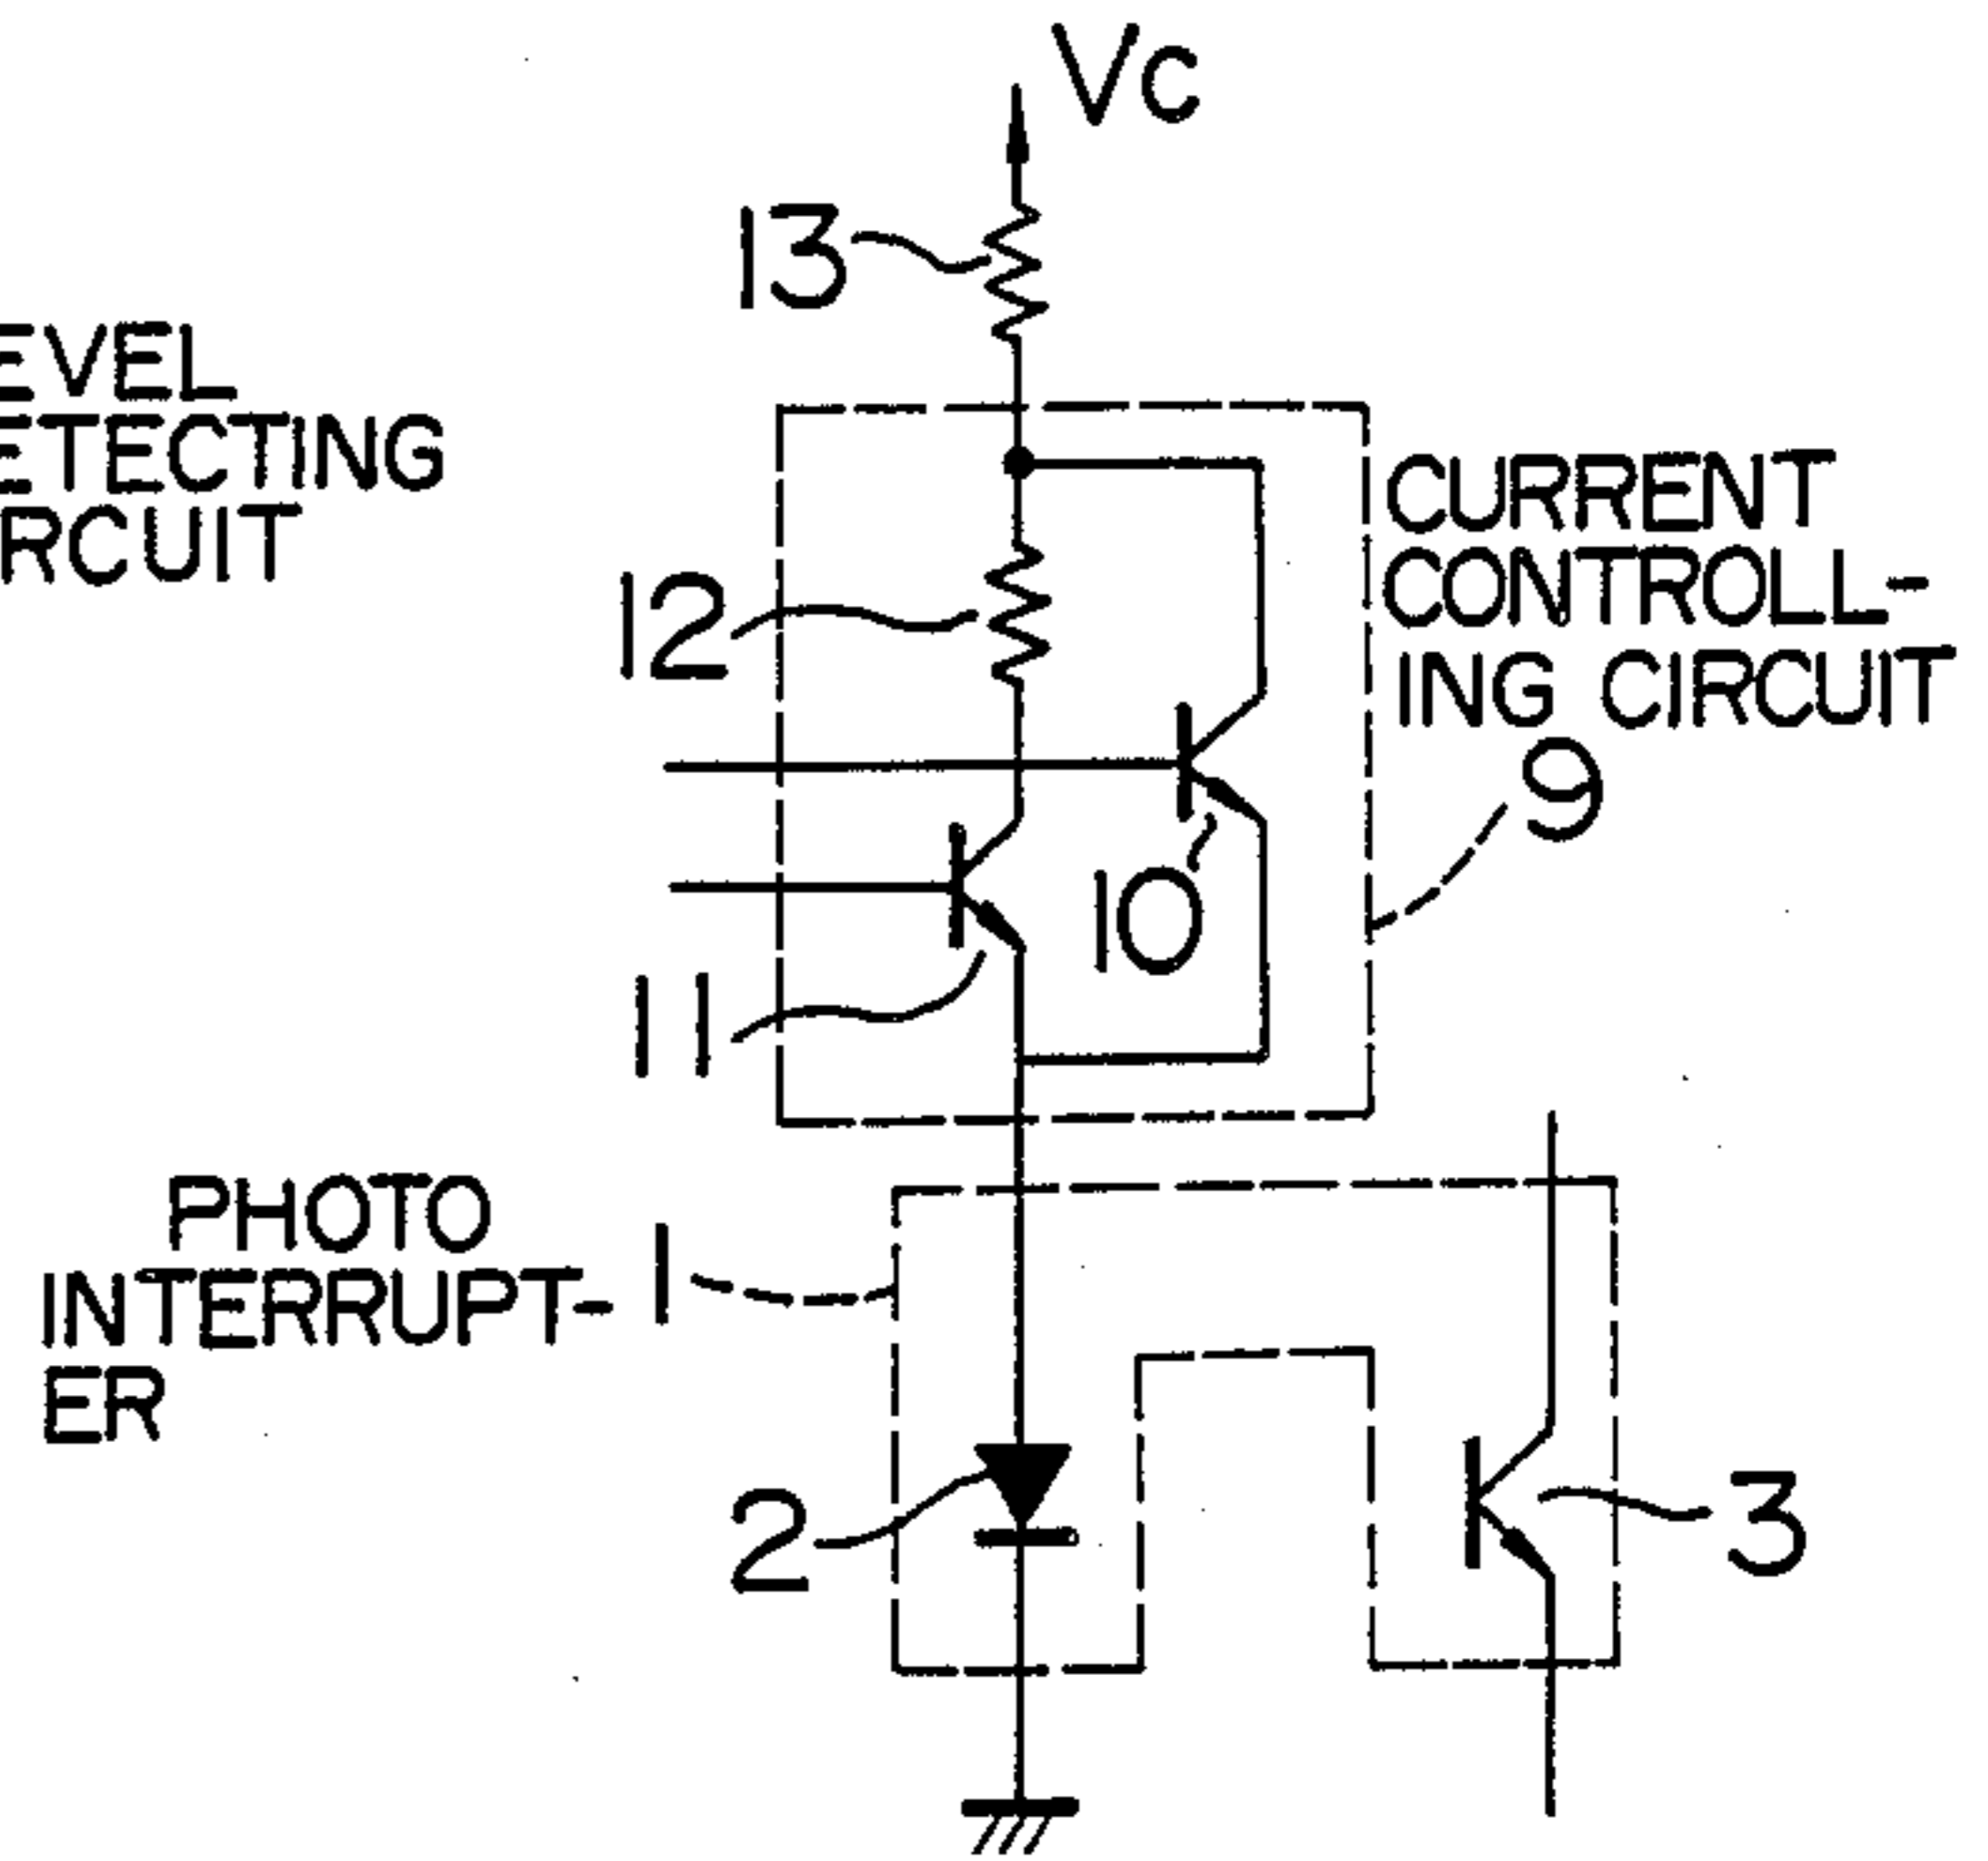 Vc
13
EVEL
ETECTING
RCUIT
CURRENT
CONTROLL-
ING CIRCUIT
12
9
10
11
PHOTO
INTERRUPT-
ER
1
2
3